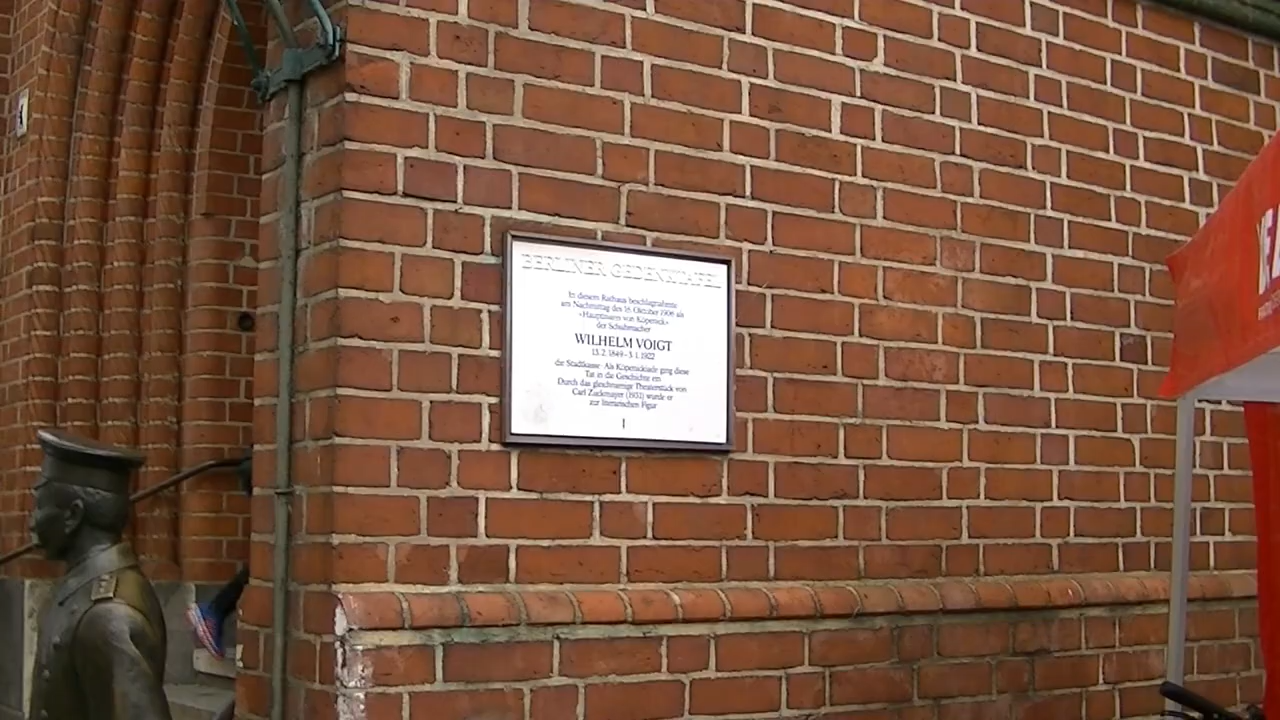 BERLINER GEDENKTAFEL
In diesem Rathaus beschlagnahmte
am Nachmittag des 16. Oktober 1906 als
»Hauptmann von Köpenick«
der Schuhmacher
WILHELM VOIGT
13. 2. 1849 - 3. 1. 1922
die Stadtkasse. Als Köpenickiade ging diese
Tat in die Geschichte ein
Durch das gleichnamige Theaterstück von
Carl Zuckmayer (1931) wurde er
zur literarischen Figur